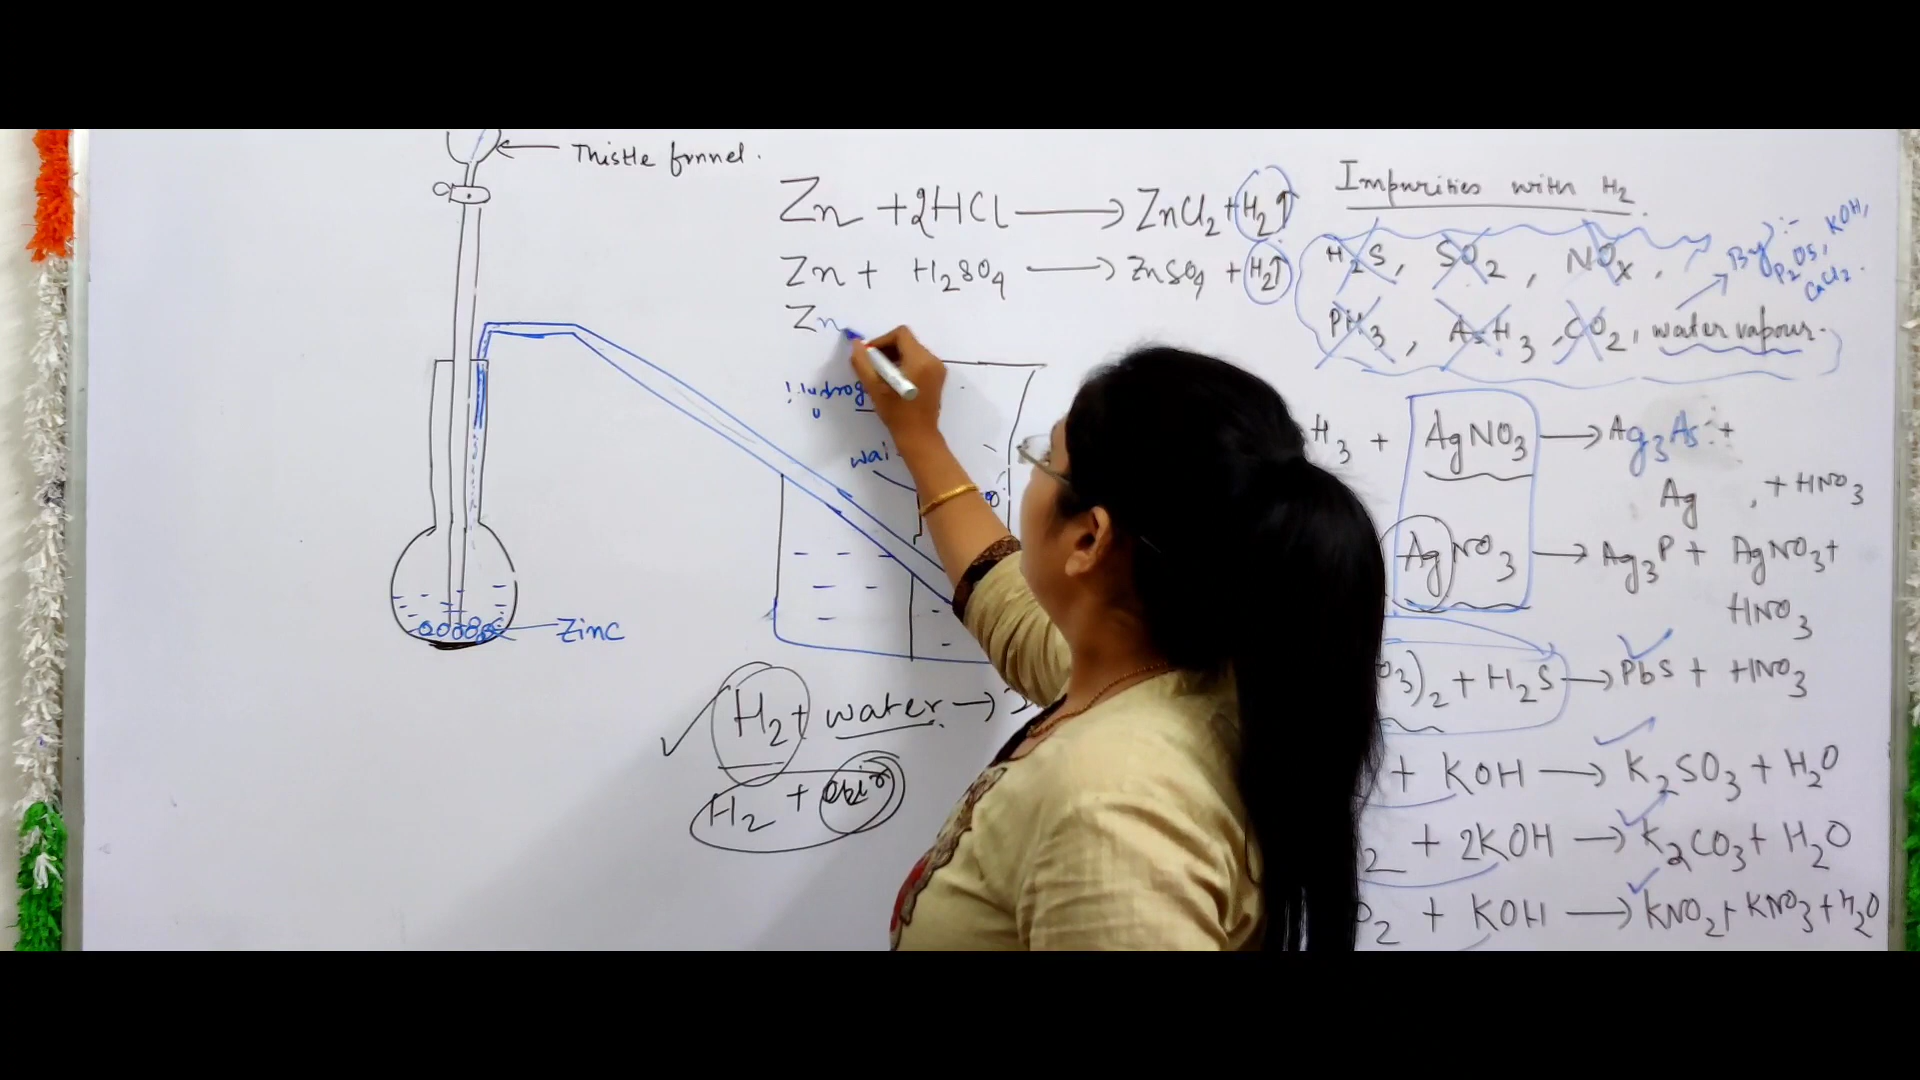 Thistle funnel.
Zn + 2HCl ⟶ ZnCl₂ + H₂↑
Zn + H₂SO₄ ⟶ ZnSO₄ + H₂↑
Zn
Zinc
H₂ + water ⟶
H₂ + air
Impurities with H₂
H₂S, SO₂, NOx,
PH₃, AsH₃, CO₂, water vapour.
By :-
P₂O₅, KOH,
CaCl₂.
H₃ + AgNO₃ ⟶ Ag₃As +
Ag, + HNO₃
AgNO₃ ⟶ Ag₃P + AgNO₃ +
HNO₃
O₃)₂ + H₂S ⟶ PbS + HNO₃
+ KOH ⟶ K₂SO₃ + H₂O
₂ + 2KOH ⟶ K₂CO₃ + H₂O
O₂ + KOH ⟶ KNO₂ + KNO₃ + H₂O